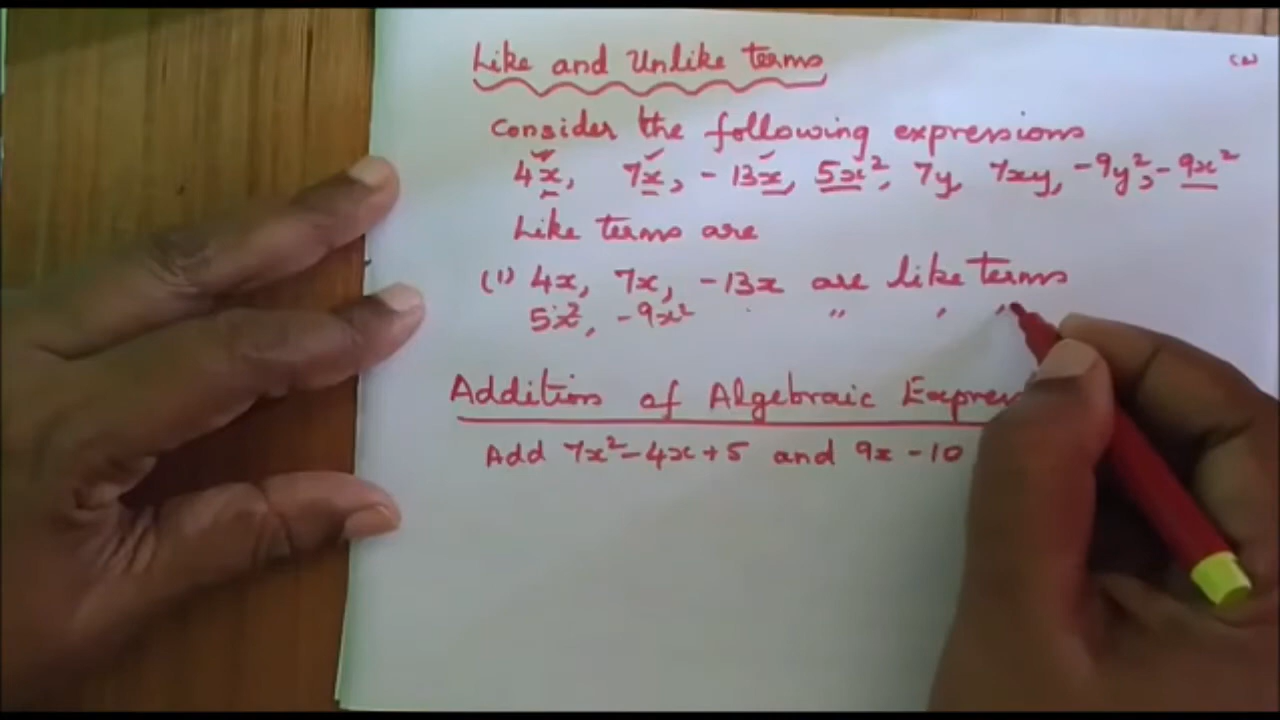 (2)
Like and Unlike terms
Consider the following expressions
4x, 7x, -13x, 5x², 7y, 7xy, -9y², -9x²
Like terms are
(1) 4x, 7x, -13x are like terms
5x², -9x² " " "
Addition of Algebraic
Add 7x² - 4x + 5 and 9x - 10